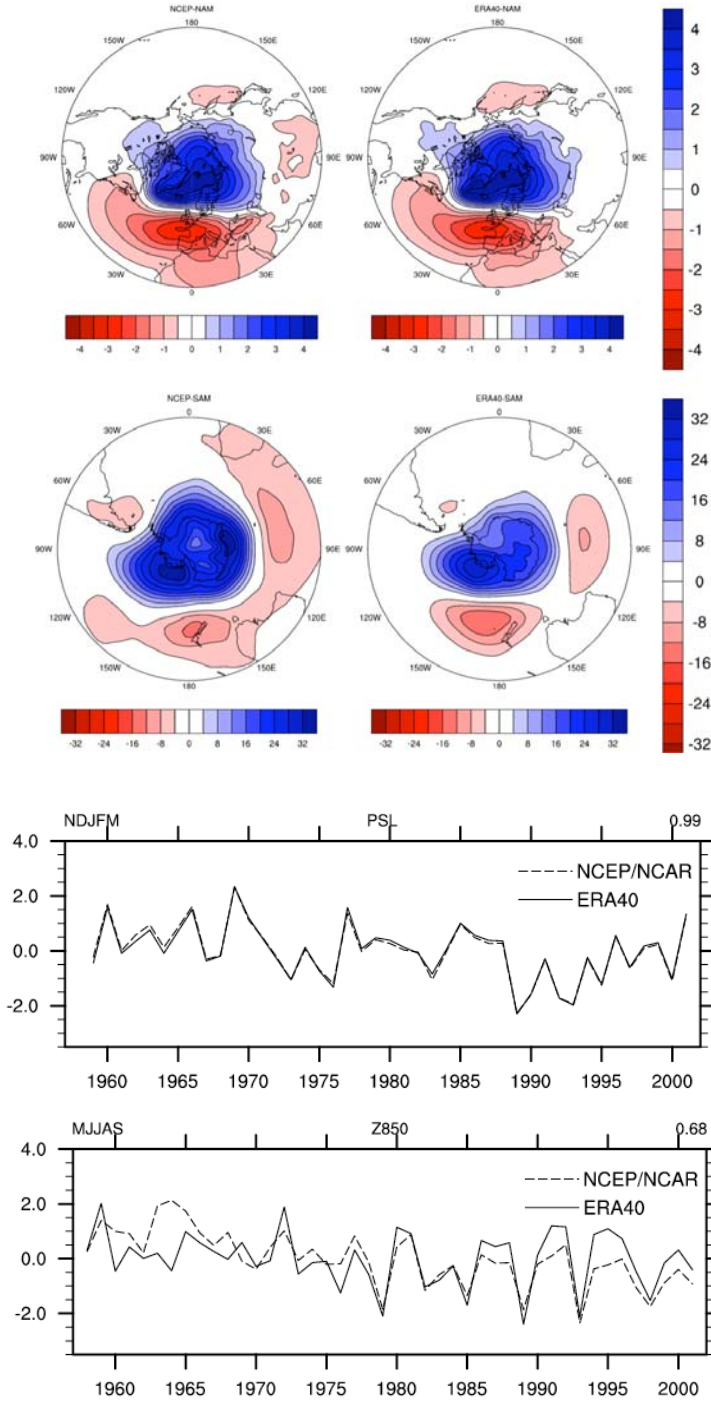 NCEP-NAM
ERA40-NAM
180
180
150W
150E
150W
150E
120W
120E
120W
120E
90W
90E
90W
90E
60W
60E
60W
60E
30W
30E
30W
30E
0
0
-4 -3 -2 -1 0 1 2 3 4
-4 -3 -2 -1 0 1 2 3 4
4
3
2
1
0
-1
-2
-3
-4
NCEP-SAM
ERA40-SAM
0
0
30W
30E
30W
30E
60W
60E
60W
60E
90W
90E
90W
90E
120W
120E
120W
120E
150W
150E
150W
150E
180
180
-32 -24 -16 -8 0 8 16 24 32
-32 -24 -16 -8 0 8 16 24 32
32
24
16
8
0
-8
-16
-24
-32
NDJFM PSL 0.99
4.0
2.0
0.0
-2.0
NCEP/NCAR
ERA40
1960 1965 1970 1975 1980 1985 1990 1995 2000
MJJAS Z850 0.68
4.0
2.0
0.0
-2.0
NCEP/NCAR
ERA40
1960 1965 1970 1975 1980 1985 1990 1995 2000